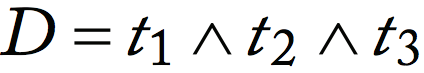 D = t₁ ∧ t₂ ∧ t₃